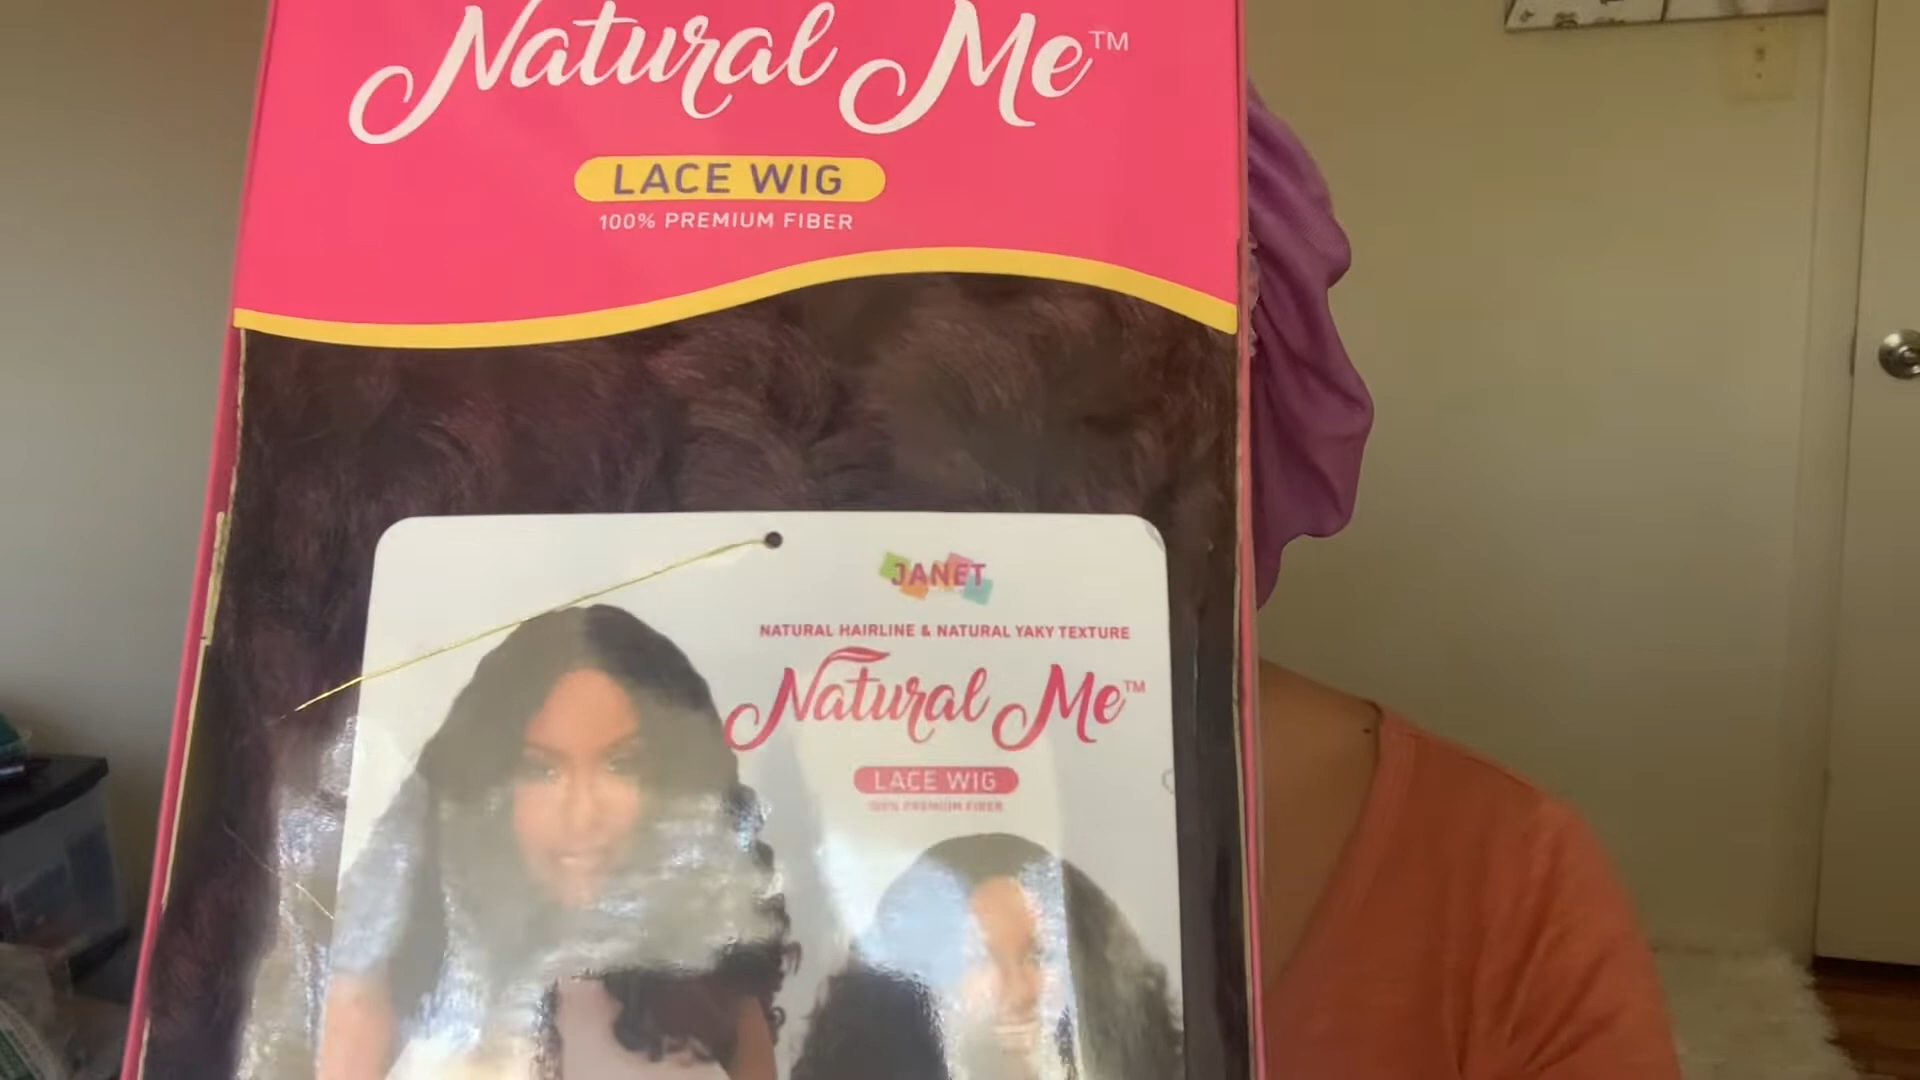 Natural Me™
LACE WIG
100% PREMIUM FIBER
JANET
NATURAL HAIRLINE & NATURAL YAKY TEXTURE
Natural Me™
LACE WIG
100% PREMIUM FIBER